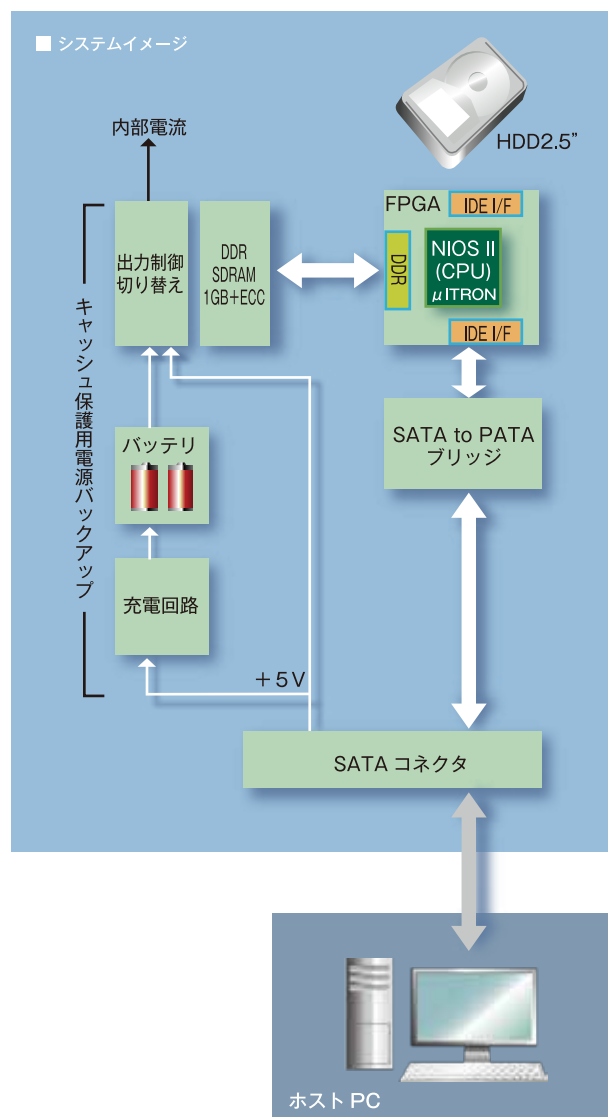 ■ システムイメージ
内部電流
HDD2.5”
出力制御
切り替え
DDR
SDRAM
1GB+ECC
FPGA
IDE I/F
DDR
NIOS II
(CPU)
μ ITRON
IDE I/F
キャッシュ保護用電源バックアップ
バッテリ
SATA to PATA
ブリッジ
充電回路
+5V
SATA コネクタ
ホスト PC